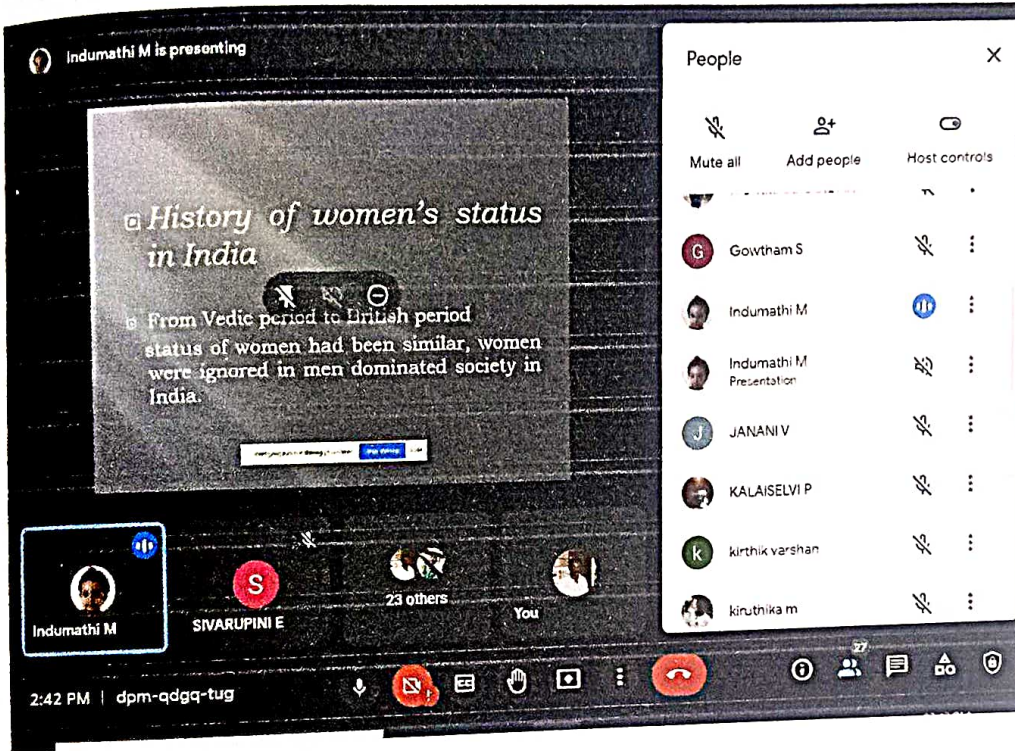 Indumathi M is presenting
History of women's status
in India
From Vedic period to British period
status of women had been similar, women
were ignored in men dominated society in
India.
Indumathi M
S
SIVARUPINI E
23 others
You
2:42 PM | dpm-qdgq-tug
27
People
Mute all
Add people
Host controls
G
Gowtham S
Indumathi M
Indumathi M
Presentation
J
JANANI V
KALAISELVI P
k
kirthik varshan
kiruthika m